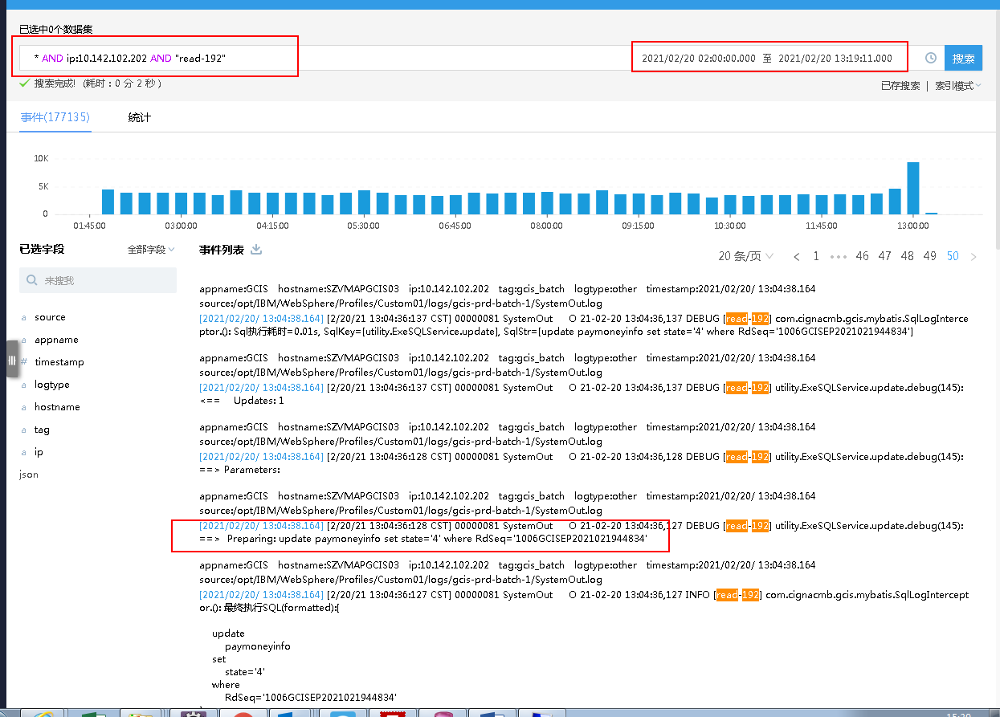 已选中0个数据集
* AND ip:10.142.102.202 AND "read-192"
2021/02/20 02:00:00.000 至 2021/02/20 13:19:11.000
搜索
搜索完成! (耗时：0 分 2 秒)
已存搜索 | 索引模式
事件(177135) 统计
10K
5K
0
01:45:00 03:00:00 04:15:00 05:30:00 06:45:00 08:00:00 09:15:00 10:30:00 11:45:00 13:00:00
已选字段 全部字段
来搜我
a source
a appname
# timestamp
a logtype
a hostname
a tag
a ip
json
事件列表
20 条/页 < 1 ••• 46 47 48 49 50 >
appname:GCIS hostname:SZVMAPGCIS03 ip:10.142.102.202 tag:gcis_batch logtype:other timestamp:2021/02/20/ 13:04:38.164
source:/opt/IBM/WebSphere/Profiles/Custom01/logs/gcis-prd-batch-1/SystemOut.log
[2021/02/20/ 13:04:38.164] [2/20/21 13:04:36:137 CST] 00000081 SystemOut O 21-02-20 13:04:36,137 DEBUG [read-192] com.cignacmb.gcis.mybatis.SqlLogInterce
ptor.(): Sql执行耗时=0.01s, SqlKey=[utility.ExeSQLService.update], SqlStr=[update paymoneyinfo set state='4' where RdSeq='1006GCISEP2021021944834']
appname:GCIS hostname:SZVMAPGCIS03 ip:10.142.102.202 tag:gcis_batch logtype:other timestamp:2021/02/20/ 13:04:38.164
source:/opt/IBM/WebSphere/Profiles/Custom01/logs/gcis-prd-batch-1/SystemOut.log
[2021/02/20/ 13:04:38.164] [2/20/21 13:04:36:137 CST] 00000081 SystemOut O 21-02-20 13:04:36,137 DEBUG [read-192] utility.ExeSQLService.update.debug(145):
<== Updates: 1
appname:GCIS hostname:SZVMAPGCIS03 ip:10.142.102.202 tag:gcis_batch logtype:other timestamp:2021/02/20/ 13:04:38.164
source:/opt/IBM/WebSphere/Profiles/Custom01/logs/gcis-prd-batch-1/SystemOut.log
[2021/02/20/ 13:04:38.164] [2/20/21 13:04:36:128 CST] 00000081 SystemOut O 21-02-20 13:04:36,128 DEBUG [read-192] utility.ExeSQLService.update.debug(145):
==> Parameters:
appname:GCIS hostname:SZVMAPGCIS03 ip:10.142.102.202 tag:gcis_batch logtype:other timestamp:2021/02/20/ 13:04:38.164
source:/opt/IBM/WebSphere/Profiles/Custom01/logs/gcis-prd-batch-1/SystemOut.log
[2021/02/20/ 13:04:38.164] [2/20/21 13:04:36:128 CST] 00000081 SystemOut O 21-02-20 13:04:36,127 DEBUG [read-192] utility.ExeSQLService.update.debug(145):
==> Preparing: update paymoneyinfo set state='4' where RdSeq='1006GCISEP2021021944834'
appname:GCIS hostname:SZVMAPGCIS03 ip:10.142.102.202 tag:gcis_batch logtype:other timestamp:2021/02/20/ 13:04:38.164
source:/opt/IBM/WebSphere/Profiles/Custom01/logs/gcis-prd-batch-1/SystemOut.log
[2021/02/20/ 13:04:38.164] [2/20/21 13:04:36:127 CST] 00000081 SystemOut O 21-02-20 13:04:36,127 INFO [read-192] com.cignacmb.gcis.mybatis.SqlLogIntercept
or.(): 最终执行SQL(formatted):[
update
paymoneyinfo
set
state='4'
where
RdSeq='1006GCISEP2021021944834'